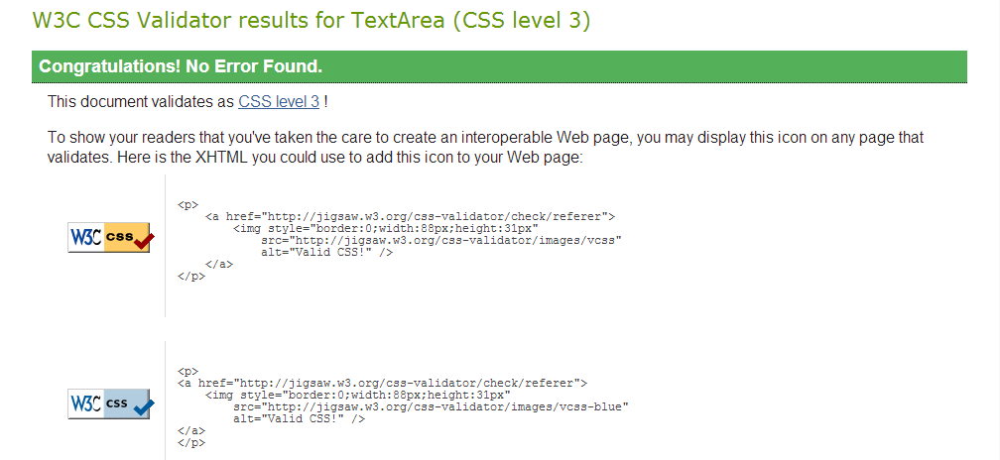 W3C CSS Validator results for TextArea (CSS level 3)
Congratulations! No Error Found.
This document validates as CSS level 3 !
To show your readers that you've taken the care to create an interoperable Web page, you may display this icon on any page that
validates. Here is the XHTML you could use to add this icon to your Web page:
W3C css
<p>
    <a href="http://jigsaw.w3.org/css-validator/check/referer">
        <img style="border:0;width:88px;height:31px"
            src="http://jigsaw.w3.org/css-validator/images/vcss"
            alt="Valid CSS!" />
    </a>
</p>
W3C css
<p>
<a href="http://jigsaw.w3.org/css-validator/check/referer">
    <img style="border:0;width:88px;height:31px"
        src="http://jigsaw.w3.org/css-validator/images/vcss-blue"
        alt="Valid CSS!" />
</a>
</p>